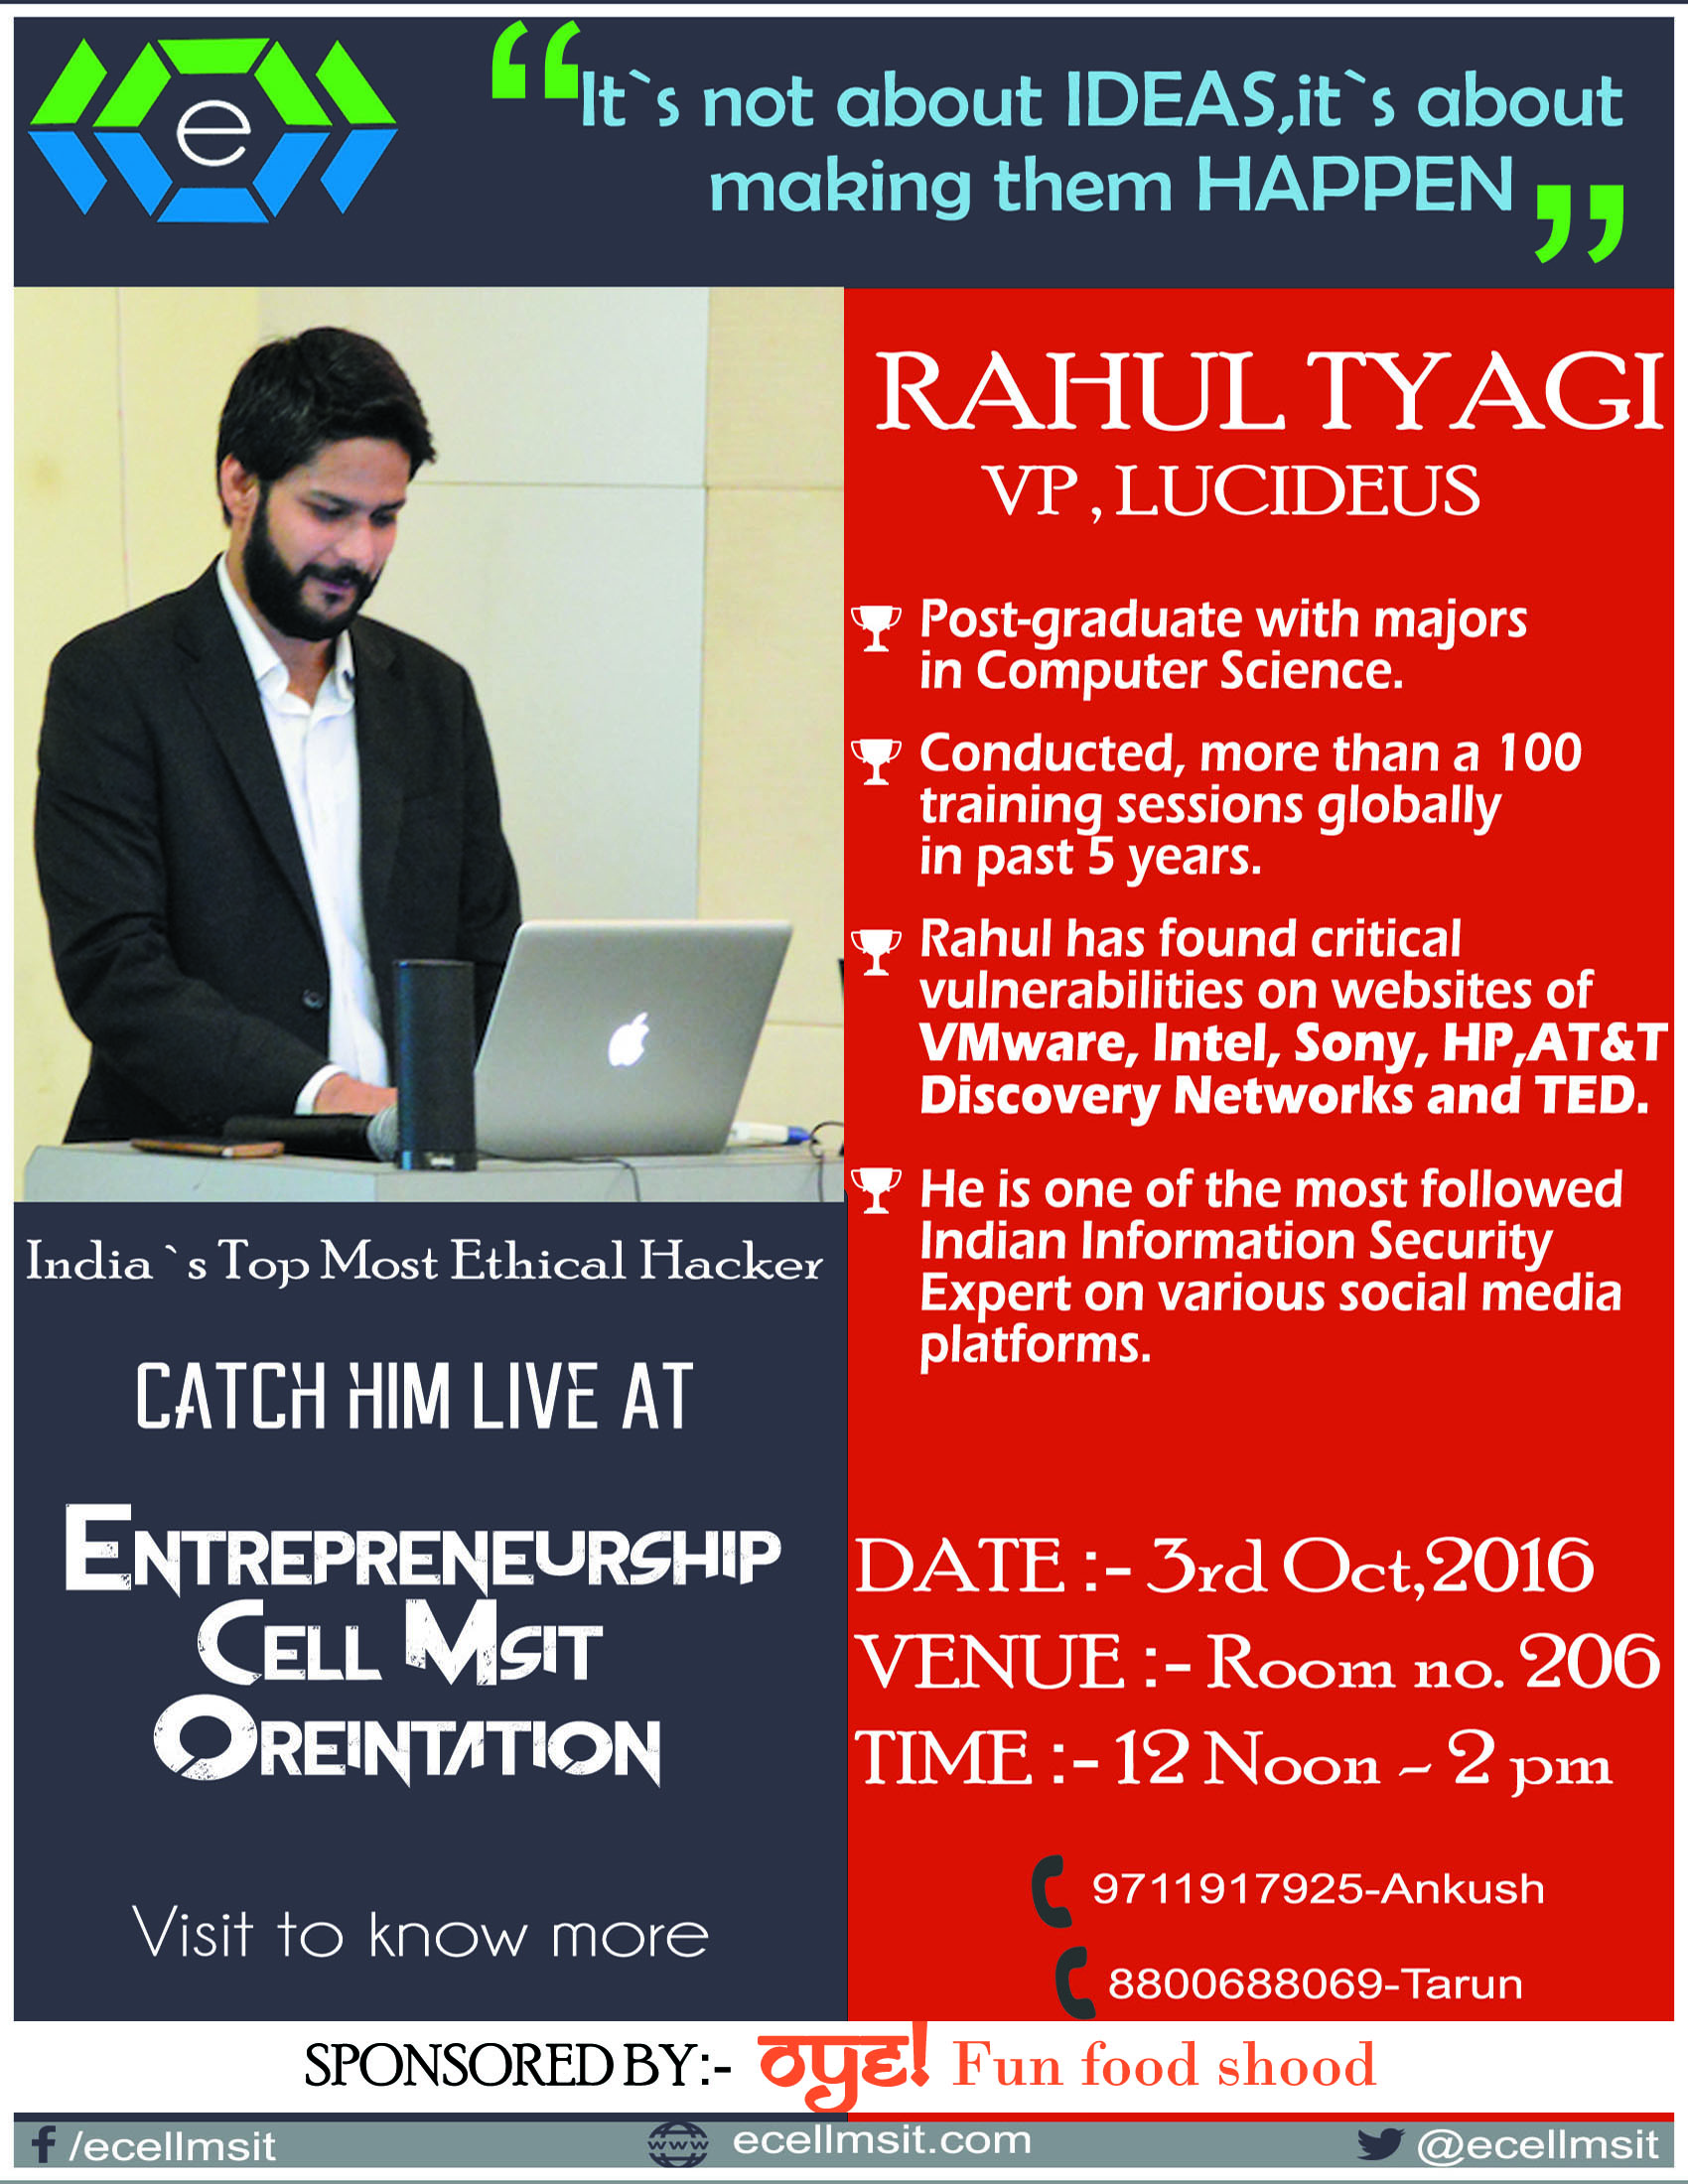 e
“It`s not about IDEAS,it`s about
making them HAPPEN”
RAHUL TYAGI
VP , LUCIDEUS
Post-graduate with majors
in Computer Science.
Conducted, more than a 100
training sessions globally
in past 5 years.
Rahul has found critical
vulnerabilities on websites of
VMware, Intel, Sony, HP,AT&T
Discovery Networks and TED.
He is one of the most followed
Indian Information Security
Expert on various social media
platforms.
India`s Top Most Ethical Hacker
CATCH HIM LIVE AT
ENTREPRENEURSHIP
CELL MSIT
OREINTATION
Visit to know more
DATE :- 3rd Oct,2016
VENUE :- Room no. 206
TIME :- 12 Noon - 2 pm
9711917925-Ankush
8800688069-Tarun
SPONSORED BY:- OYE! Fun food shood
f /ecellmsit
www ecellmsit.com
@ecellmsit